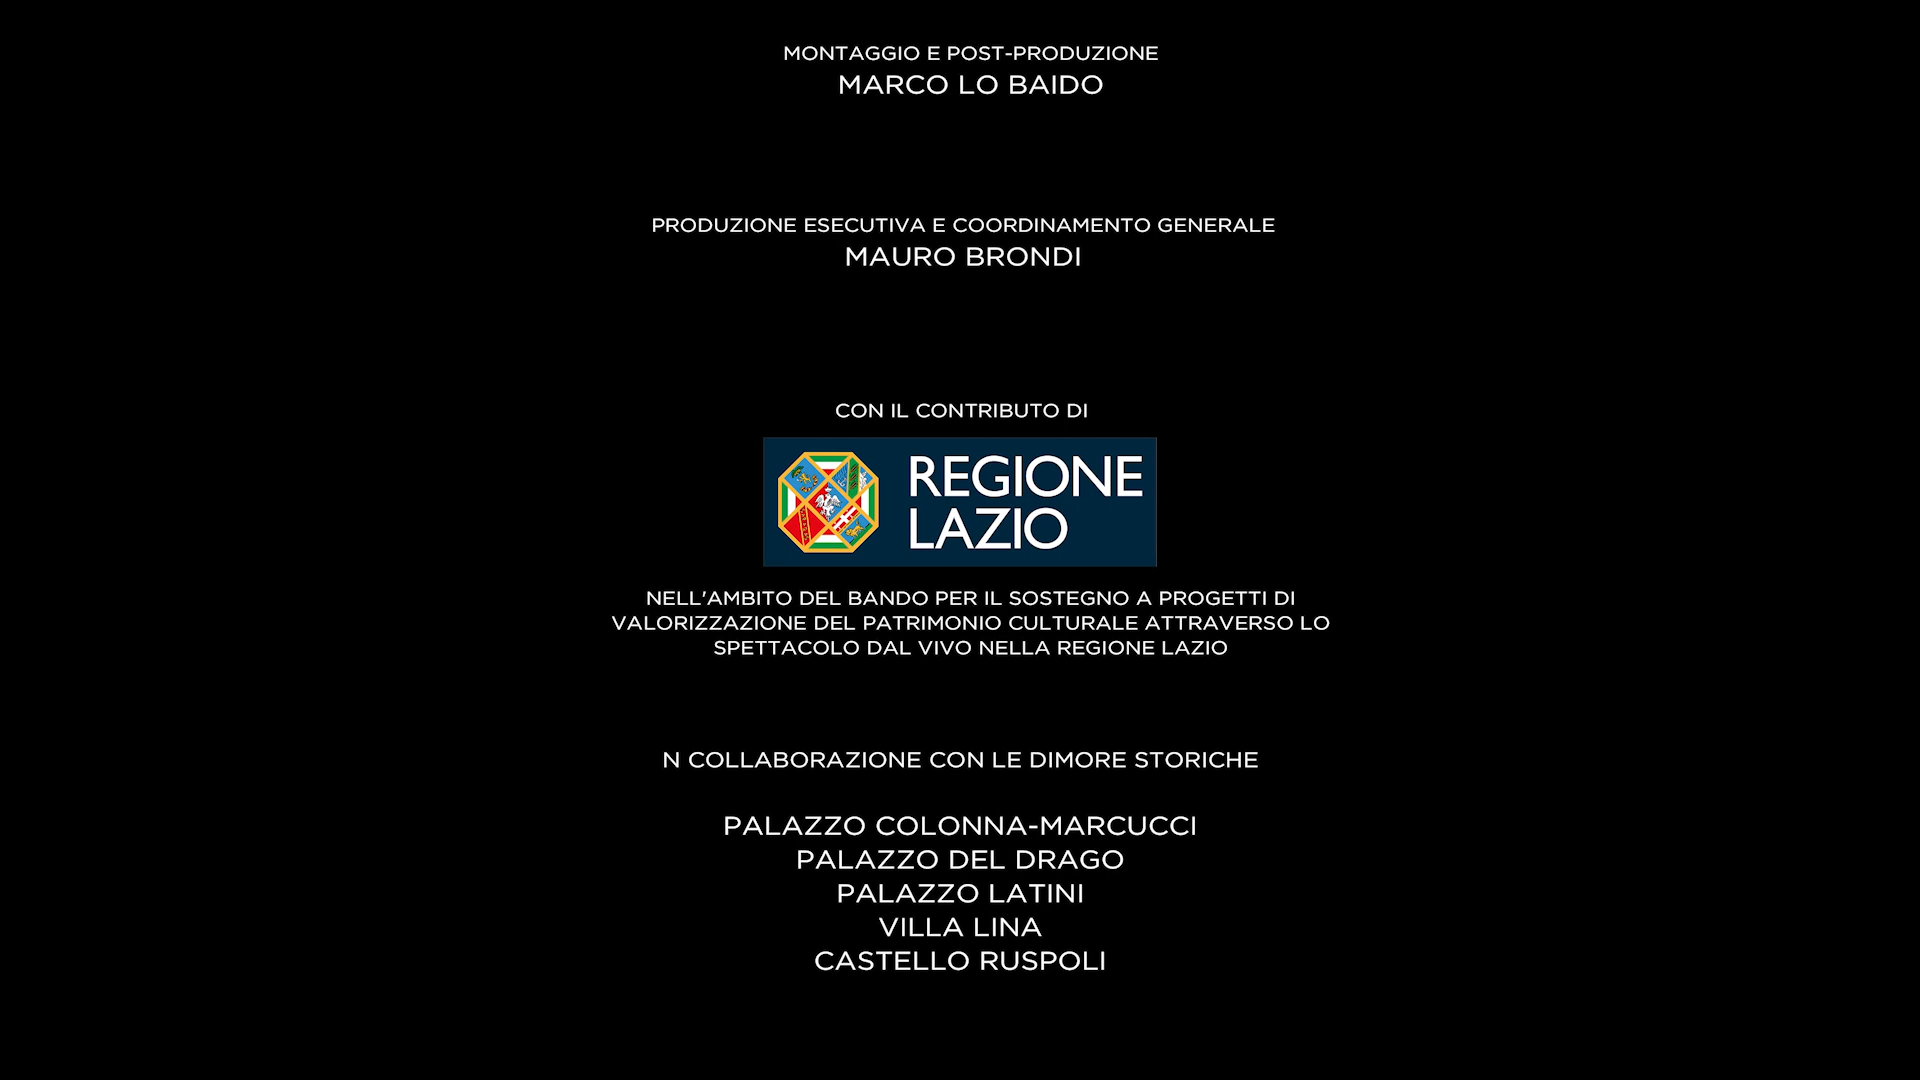 MONTAGGIO E POST-PRODUZIONE
MARCO LO BAIDO
PRODUZIONE ESECUTIVA E COORDINAMENTO GENERALE
MAURO BRONDI
CON IL CONTRIBUTO DI
REGIONE
LAZIO
NELL'AMBITO DEL BANDO PER IL SOSTEGNO A PROGETTI DI
VALORIZZAZIONE DEL PATRIMONIO CULTURALE ATTRAVERSO LO
SPETTACOLO DAL VIVO NELLA REGIONE LAZIO
N COLLABORAZIONE CON LE DIMORE STORICHE
PALAZZO COLONNA-MARCUCCI
PALAZZO DEL DRAGO
PALAZZO LATINI
VILLA LINA
CASTELLO RUSPOLI